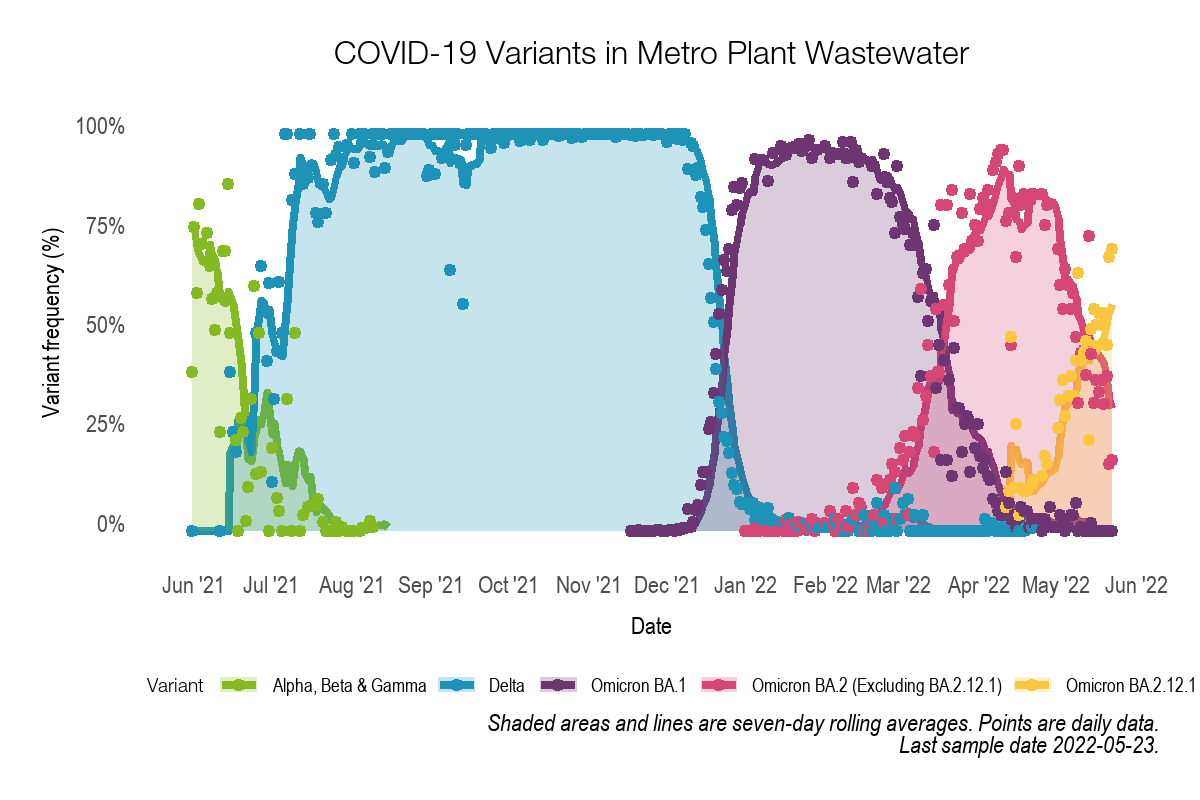 COVID-19 Variants in Metro Plant Wastewater
Variant frequency (%)
100%
75%
50%
25%
0%
Jun '21 Jul '21 Aug '21 Sep '21 Oct '21 Nov '21 Dec '21 Jan '22 Feb '22 Mar '22 Apr '22 May '22 Jun '22
Date
Variant Alpha, Beta & Gamma Delta Omicron BA.1 Omicron BA.2 (Excluding BA.2.12.1) Omicron BA.2.12.1
Shaded areas and lines are seven-day rolling averages. Points are daily data.
Last sample date 2022-05-23.